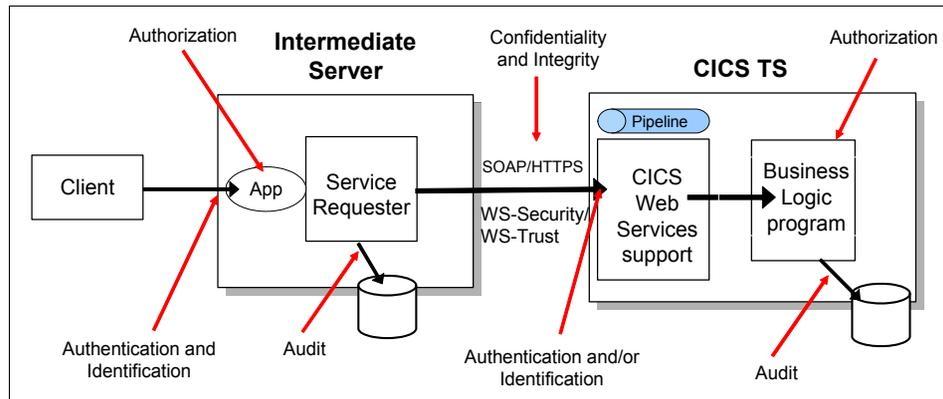 Authorization
Intermediate
Server
Confidentiality
and Integrity
Authorization
CICS TS
Pipeline
Client
App
Service
Requester
SOAP/HTTPS
WS-Security/
WS-Trust
CICS
Web
Services
support
Business
Logic
program
Authentication and
Identification
Audit
Authentication and/or
Identification
Audit